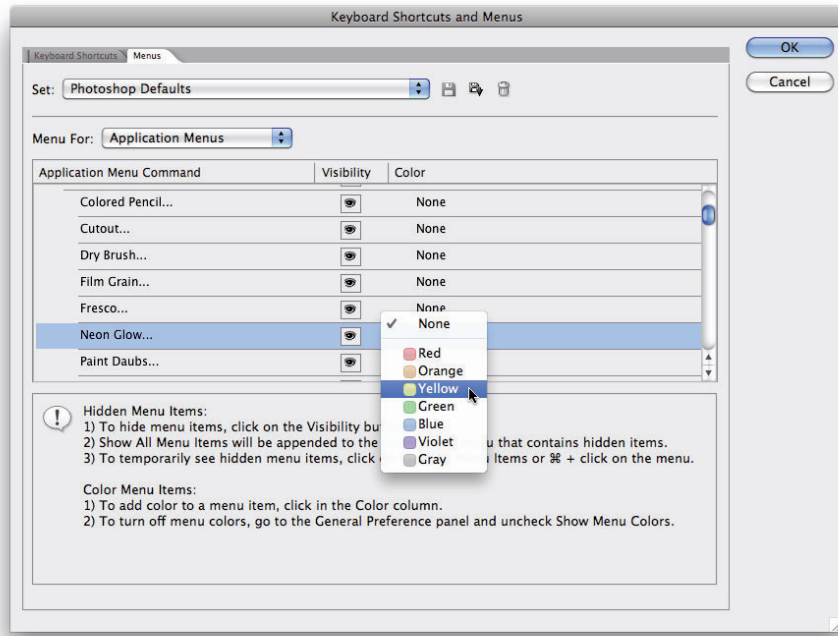 Keyboard Shortcuts and Menus
Keyboard Shortcuts Menus
OK
Set: Photoshop Defaults
Cancel
Menu For: Application Menus
Application Menu Command Visibility Color
Colored Pencil... None
Cutout... None
Dry Brush... None
Film Grain... None
Fresco... None
Neon Glow...
Paint Daubs...
✓ None
Red
Orange
Yellow
Green
Blue
Violet
Gray
Hidden Menu Items:
1) To hide menu items, click on the Visibility bu
2) Show All Menu Items will be appended to the u that contains hidden items.
3) To temporarily see hidden menu items, click Items or ⌘ + click on the menu.
Color Menu Items:
1) To add color to a menu item, click in the Color column.
2) To turn off menu colors, go to the General Preference panel and uncheck Show Menu Colors.